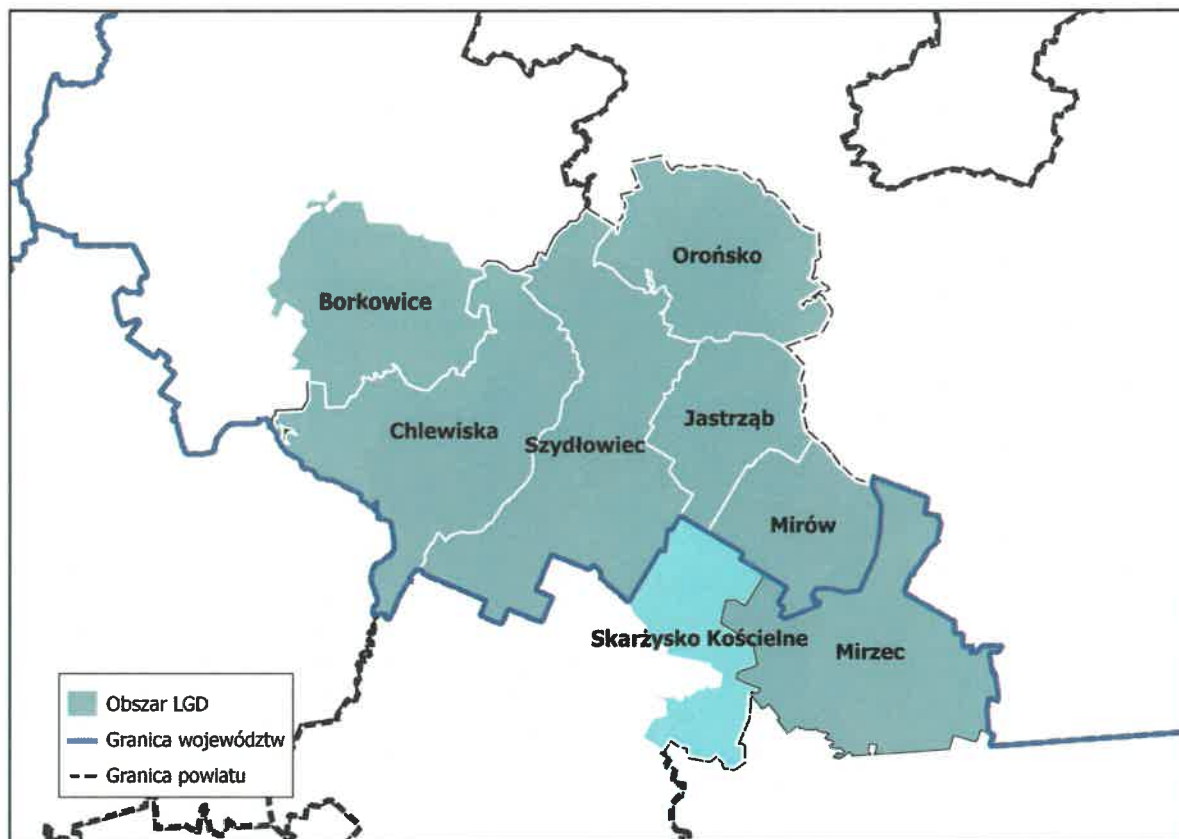 Orońsko
Borkowice
Jastrząb
Chlewiska
Szydłowiec
Mirów
Skarżysko Kościelne
Mirzec
Obszar LGD
Granica województw
Granica powiatu